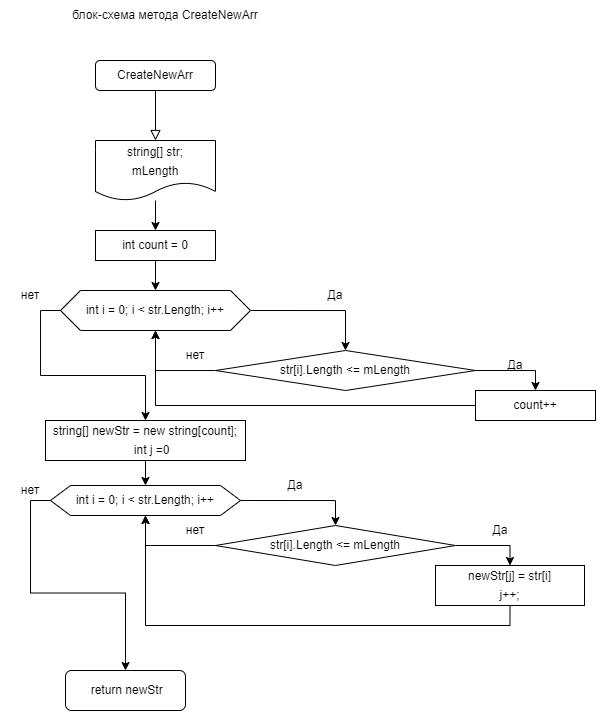 блок-схема метода CreateNewArr
CreateNewArr
string[] str;
mLength
int count = 0
нет
int i = 0; i < str.Length; i++
Да
нет
str[i].Length <= mLength
Да
count++
string[] newStr = new string[count];
int j =0
нет
int i = 0; i < str.Length; i++
Да
нет
str[i].Length <= mLength
Да
newStr[j] = str[i]
j++;
return newStr